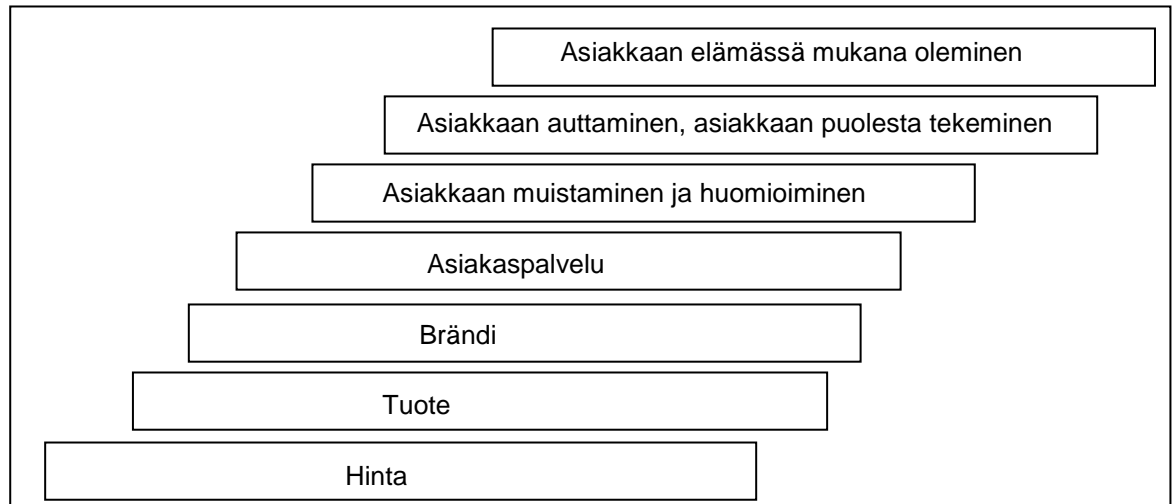 Asiakkaan elämässä mukana oleminen
Asiakkaan auttaminen, asiakkaan puolesta tekeminen
Asiakkaan muistaminen ja huomioiminen
Asiakaspalvelu
Brändi
Tuote
Hinta